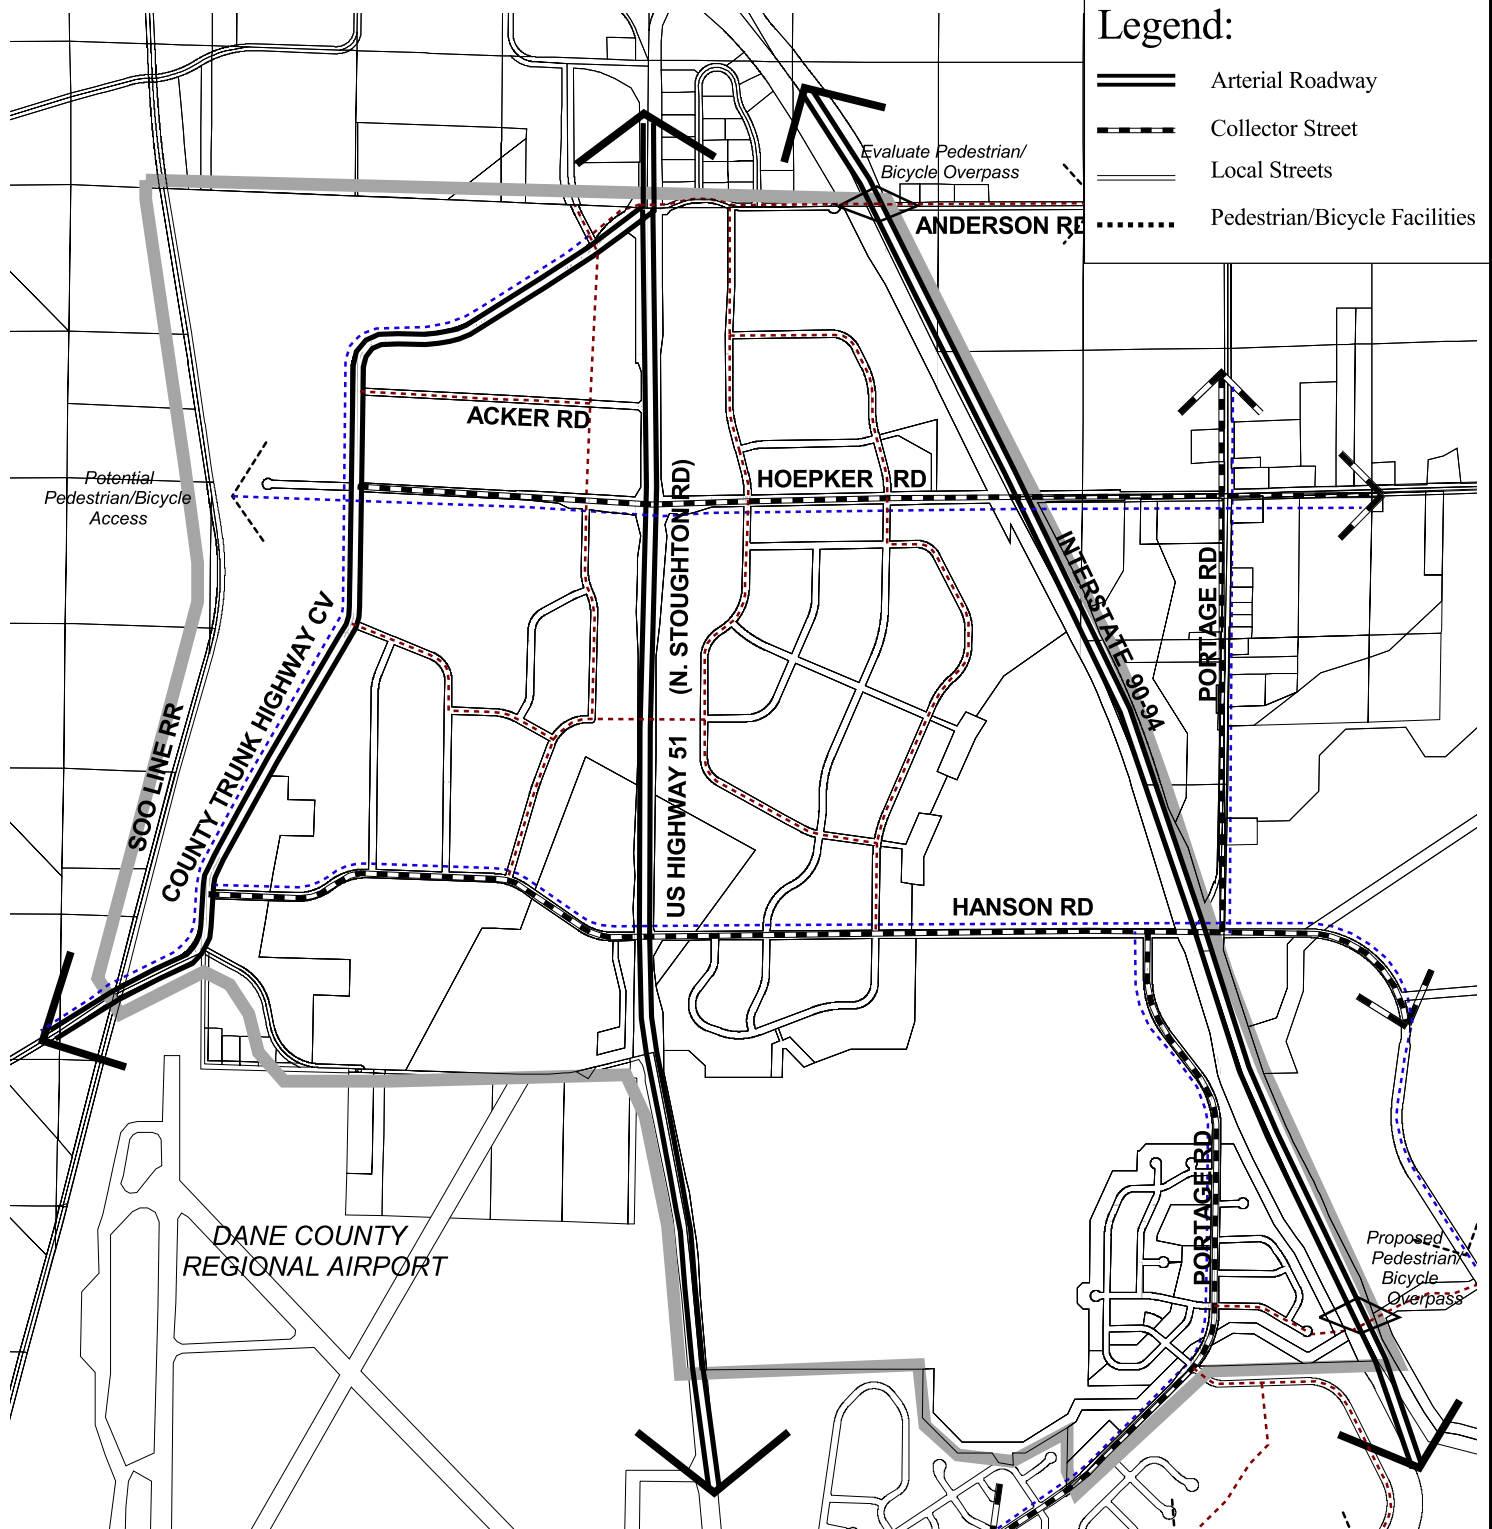 Legend:
Arterial Roadway
Collector Street
Local Streets
Pedestrian/Bicycle Facilities
Evaluate Pedestrian/
Bicycle Overpass
ANDERSON RD
ACKER RD
HOEPKER RD
Potential
Pedestrian/Bicycle
Access
(N. STOUGHTON RD)
US HIGHWAY 51
INTERSTATE 90-94
PORTAGE RD
COUNTY TRUNK HIGHWAY CV
SOO LINE RR
HANSON RD
PORTAGE RD
DANE COUNTY
REGIONAL AIRPORT
Proposed
Pedestrian/
Bicycle
Overpass